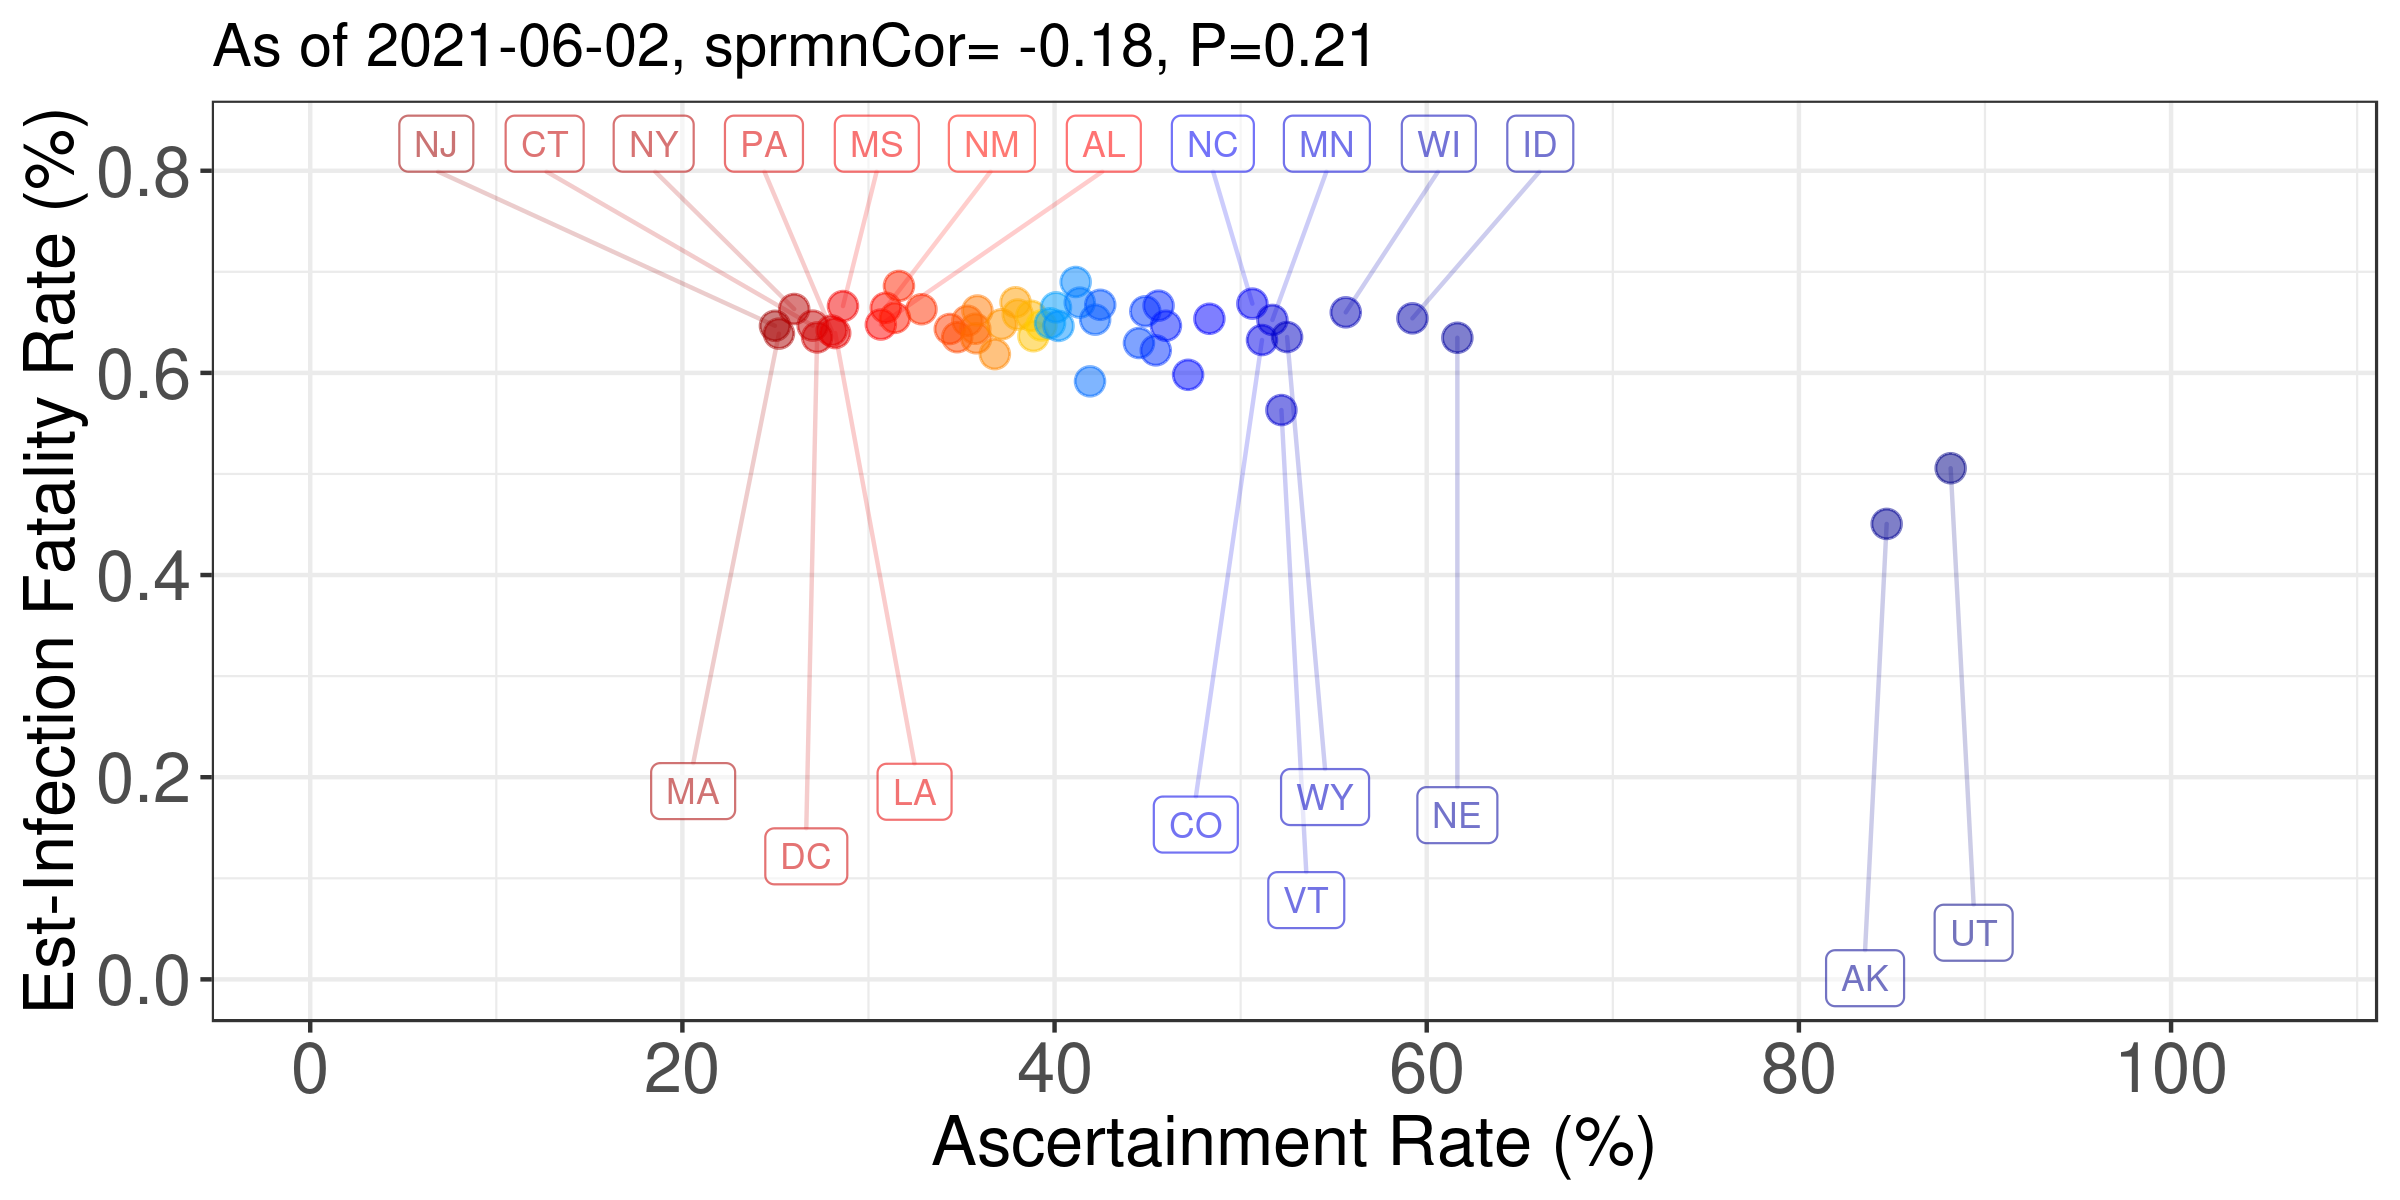 As of 2021-06-02, sprmnCor= -0.18, P=0.21
Est-Infection Fatality Rate (%)
0.8
0.6
0.4
0.2
0.0
NJ CT NY PA MS NM AL NC MN WI ID
MA LA WY
CO NE
DC
VT
UT
AK
0 20 40 60 80 100
Ascertainment Rate (%)